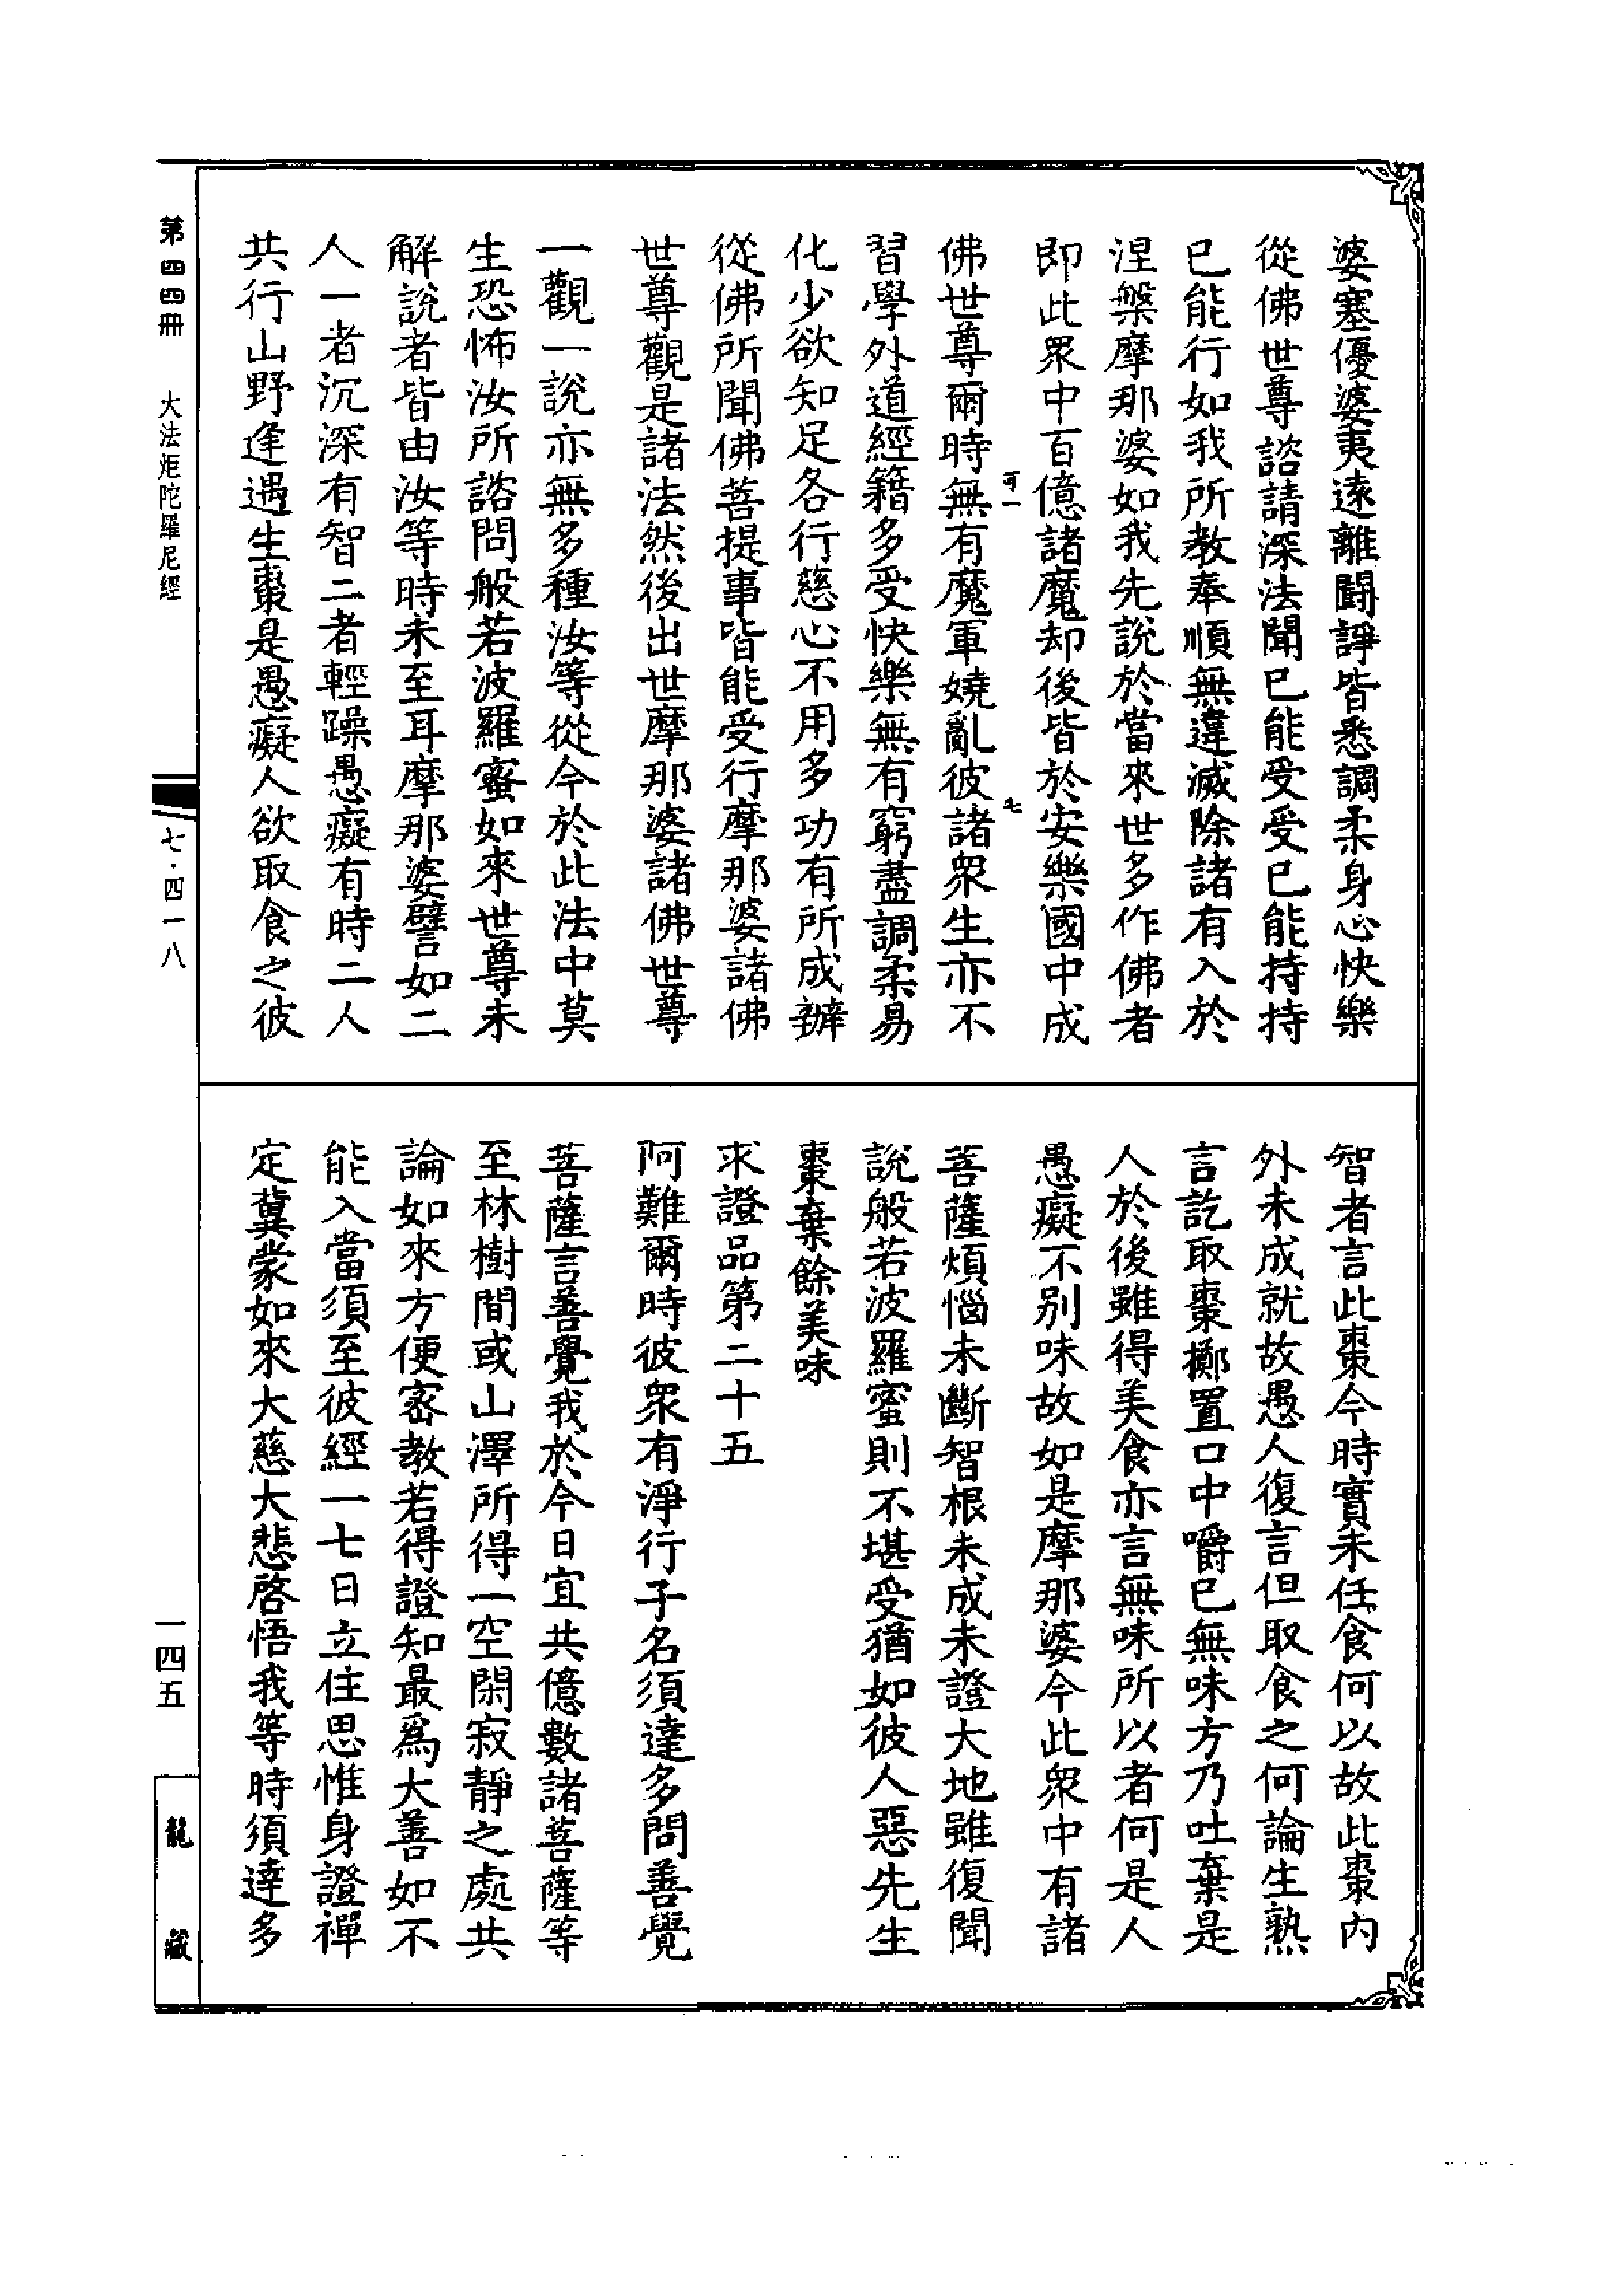 婆塞優婆夷遠離鬪諍皆悉調柔身心快樂
從佛世尊諮請深法聞已能受受已能持持
已能行如我所教奉順無違滅除諸有入於
涅槃摩那婆如我先說於當來世多作佛者
即此眾中百億諸魔却後皆於安樂國中成
可一
七
佛世尊爾時無有魔軍嬈亂彼諸眾生亦不
習學外道經籍多受快樂無有窮盡調柔易
化少欲知足各行慈心不用多功有所成辦
從佛所聞佛菩提事皆能受行摩那婆諸佛
世尊觀是諸法然後出世摩那婆諸佛世尊
一觀一說亦無多種汝等從今於此法中莫
生恐怖汝所諮問般若波羅蜜如來世尊未
解說者皆由汝等時未至耳摩那婆譬如二
人一者沉深有智二者輕躁愚癡有時二人
共行山野逢遇生棗是愚癡人欲取食之彼
智者言此棗今時實未任食何以故此棗內
外未成就故愚人復言但取食之何論生熟
言訖取棗擲置口中嚼已無味方乃吐棄是
人於後雖得美食亦言無味所以者何是人
愚癡不別味故如是摩那婆今此眾中有諸
菩薩煩惱未斷智根未成未證大地雖復聞
說般若波羅蜜則不堪受猶如彼人惡先生
棗棄餘美味
求證品第二十五
阿難爾時彼眾有淨行子名須達多問善覺
菩薩言善覺我於今日宜共億數諸菩薩等
至林樹間或山澤所得一空閑寂靜之處共
論如來方便密教若得證知最爲大善如不
能入當須至彼經一七日立住思惟身證禪
定冀蒙如來大慈大悲啓悟我等時須達多
第四四冊
大法炬陀羅尼經
七·四一八
一四五
龍藏